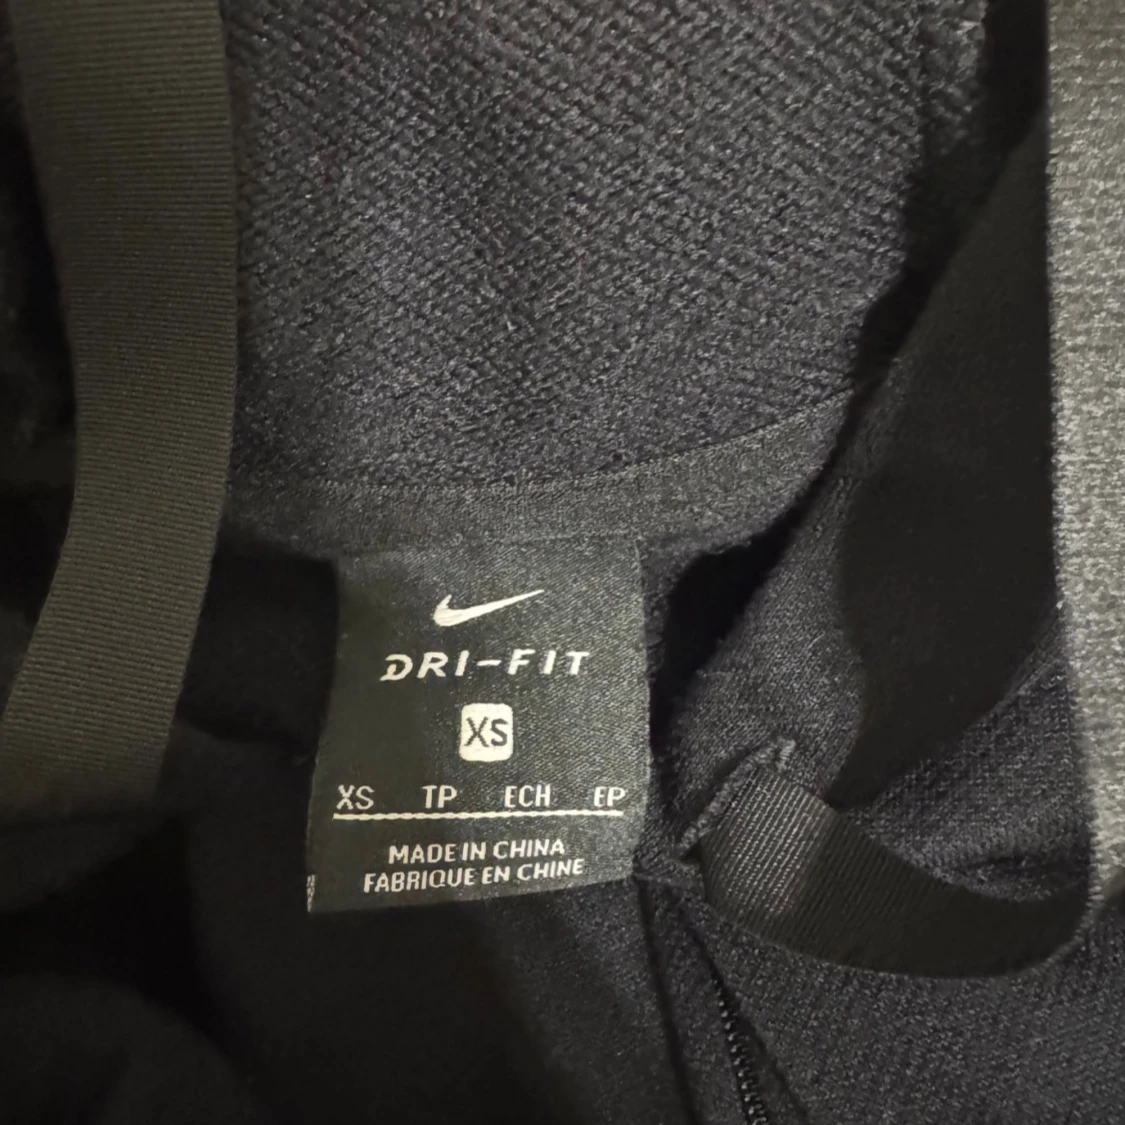 DRI-FIT
XS
XS TP ECH EP
MADE IN CHINA
FABRIQUE EN CHINE